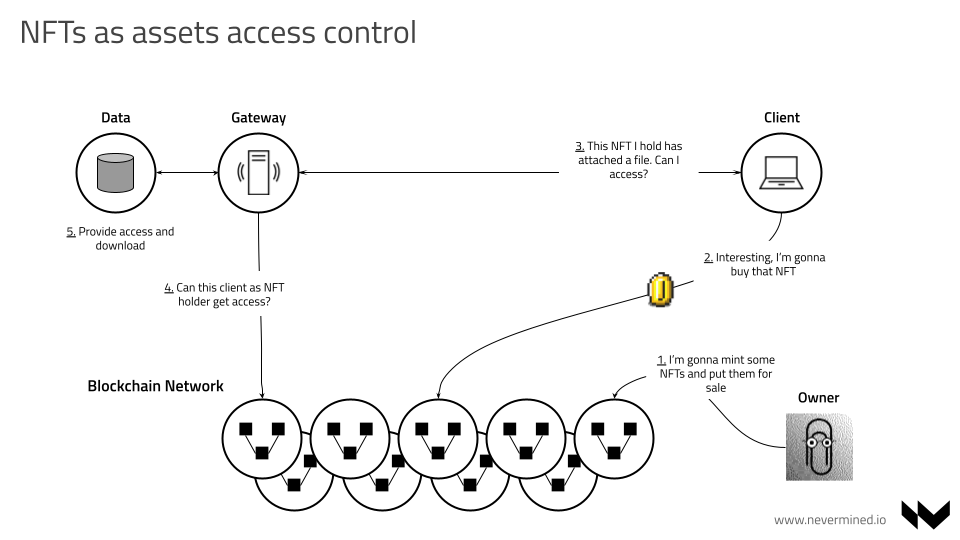 NFTs as assets access control
Data
Gateway
Client
3. This NFT I hold has
attached a file. Can I
access?
5. Provide access and
download
2. Interesting, I'm gonna
buy that NFT
4. Can this client as NFT
holder get access?
1. I'm gonna mint some
NFTs and put them for
sale
Blockchain Network
Owner
www.nevermined.io